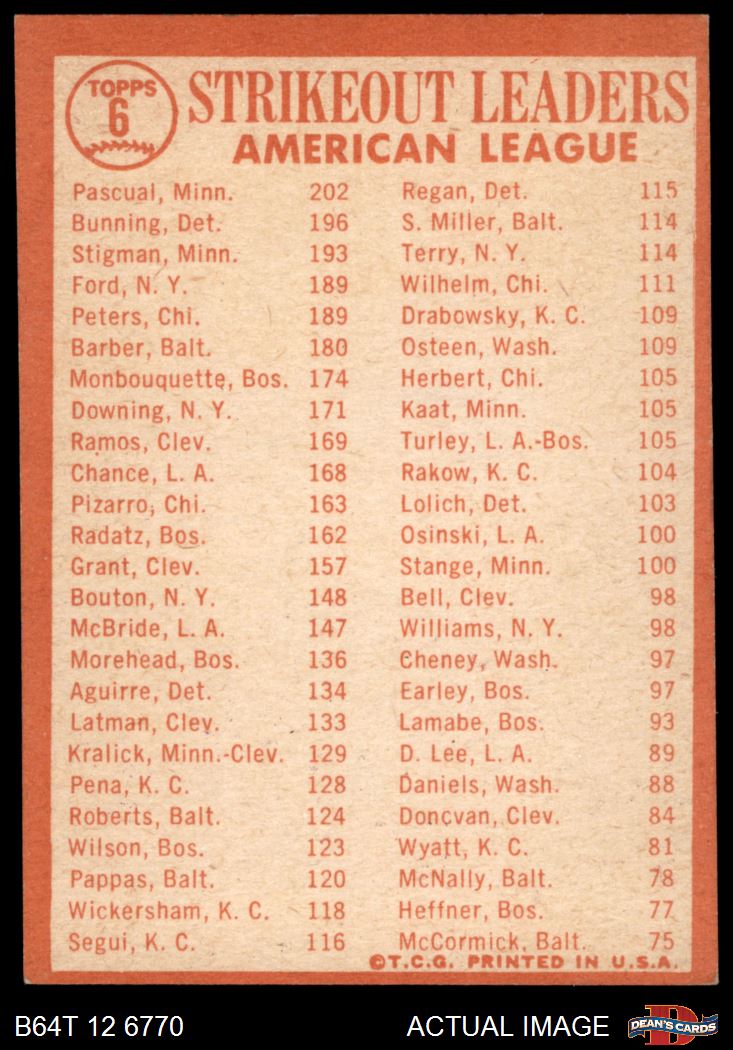 TOPPS
6
STRIKEOUT LEADERS
AMERICAN LEAGUE
Pascual, Minn. 202
Bunning, Det. 196
Stigman, Minn. 193
Ford, N. Y. 189
Peters, Chi. 189
Barber, Balt. 180
Monbouquette, Bos. 174
Downing, N. Y. 171
Ramos, Clev. 169
Chance, L. A. 168
Pizarro, Chi. 163
Radatz, Bos. 162
Grant, Clev. 157
Bouton, N. Y. 148
McBride, L. A. 147
Morehead, Bos. 136
Aguirre, Det. 134
Latman, Clev. 133
Kralick, Minn.-Clev. 129
Pena, K. C. 128
Roberts, Balt. 124
Wilson, Bos. 123
Pappas, Balt. 120
Wickersham, K. C. 118
Segui, K. C. 116
Regan, Det. 115
S. Miller, Balt. 114
Terry, N. Y. 114
Wilhelm, Chi. 111
Drabowsky, K. C. 109
Osteen, Wash. 109
Herbert, Chi. 105
Kaat, Minn. 105
Turley, L. A.-Bos. 105
Rakow, K. C. 104
Lolich, Det. 103
Osinski, L. A. 100
Stange, Minn. 100
Bell, Clev. 98
Williams, N. Y. 98
Cheney, Wash. 97
Earley, Bos. 97
Lamabe, Bos. 93
D. Lee, L. A. 89
Daniels, Wash. 88
Donovan, Clev. 84
Wyatt, K. C. 81
McNally, Balt. 78
Heffner, Bos. 77
McCormick, Balt. 75
©T.C.G. PRINTED IN U.S.A.
B64T 12 6770
ACTUAL IMAGE
D
DEAN'S CARDS